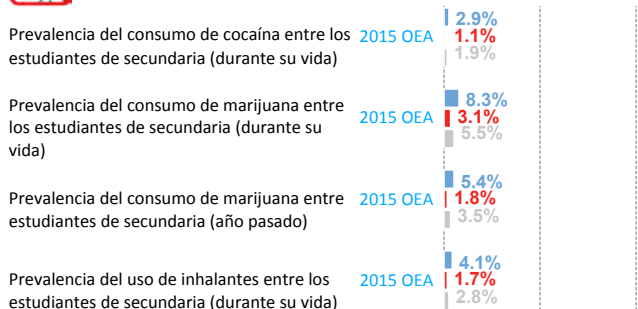 Prevalencia del consumo de cocaína entre los
estudiantes de secundaria (durante su vida)
2015 OEA
2.9%
1.1%
1.9%
Prevalencia del consumo de marijuana entre
los estudiantes de secundaria (durante su
vida)
2015 OEA
8.3%
3.1%
5.5%
Prevalencia del consumo de marijuana entre
estudiantes de secundaria (año pasado)
2015 OEA
5.4%
1.8%
3.5%
Prevalencia del uso de inhalantes entre los
estudiantes de secundaria (durante su vida)
2015 OEA
4.1%
1.7%
2.8%